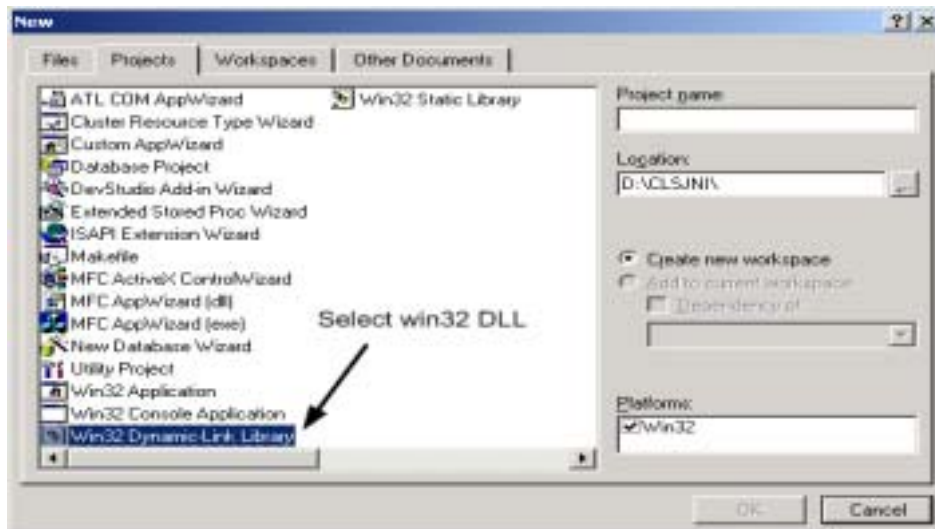 New
Files Projects Workspaces Other Documents
ATL COM AppWizard
Cluster Resource Type Wizard
Custom AppWizard
Database Project
DevStudio Add-in Wizard
Extended Stored Proc Wizard
ISAPI Extension Wizard
Makefile
MFC ActiveX ControlWizard
MFC AppWizard (dll)
MFC AppWizard (exe)
New Database Wizard
Utility Project
Win32 Application
Win32 Console Application
Win32 Dynamic-Link Library
Win32 Static Library
Select win32 DLL
Project name:
Location:
D:\CLSJNI\
...
Create new workspace
Add to current workspace
Dependency of:
Platforms:
Win32
OK
Cancel